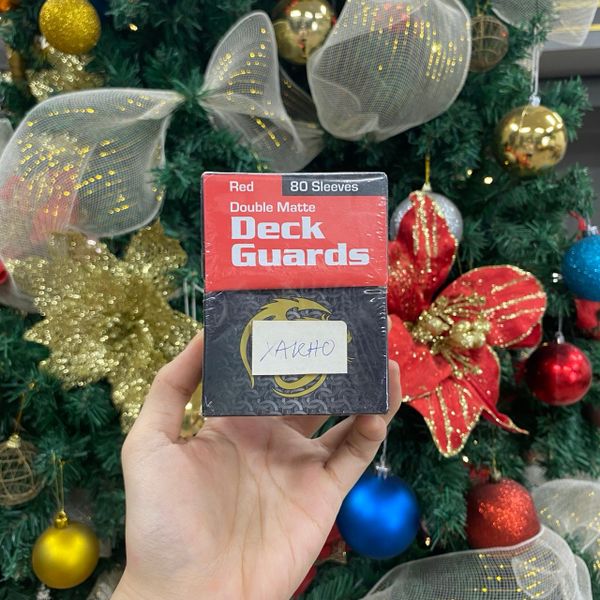 Red 80 Sleeves
Double Matte
Deck
Guards
YAKHO